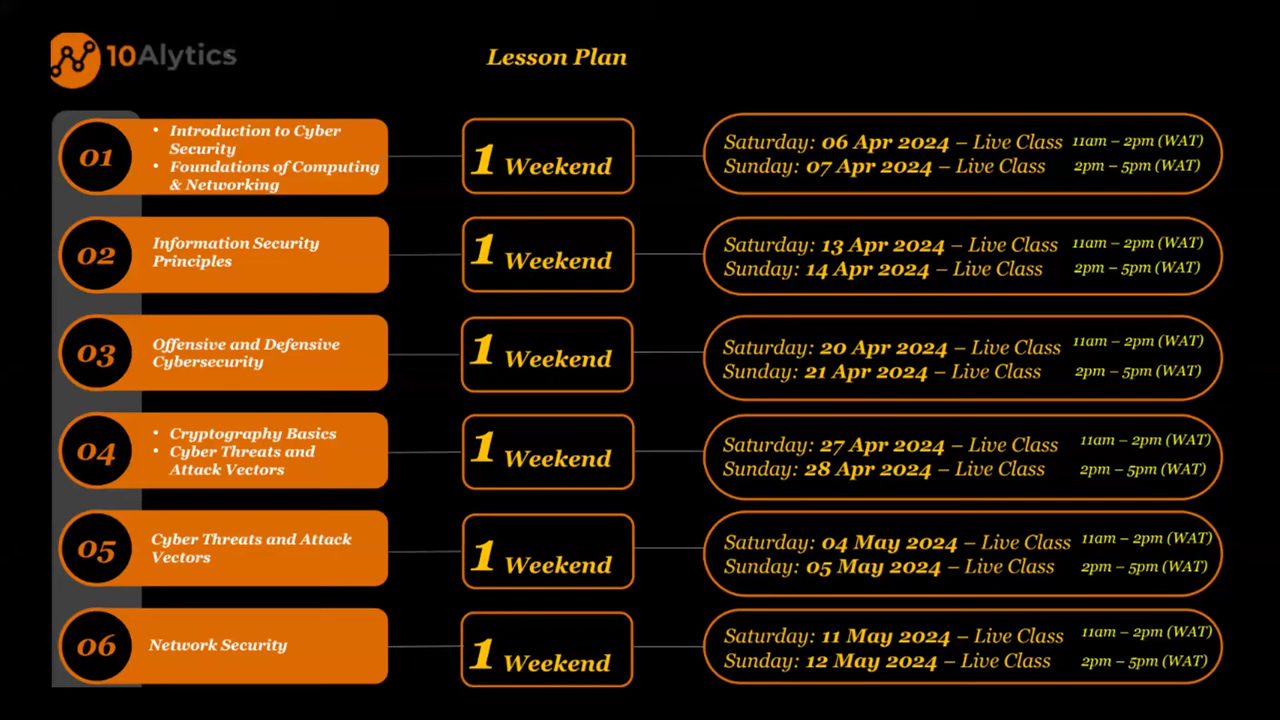 10Alytics
Lesson Plan
01
• Introduction to Cyber
Security
• Foundations of Computing
& Networking
1 Weekend
Saturday: 06 Apr 2024 – Live Class 11am – 2pm (WAT)
Sunday: 07 Apr 2024 – Live Class 2pm – 5pm (WAT)
02
Information Security
Principles
1 Weekend
Saturday: 13 Apr 2024 – Live Class 11am – 2pm (WAT)
Sunday: 14 Apr 2024 – Live Class 2pm – 5pm (WAT)
03
Offensive and Defensive
Cybersecurity
1 Weekend
Saturday: 20 Apr 2024 – Live Class 11am – 2pm (WAT)
Sunday: 21 Apr 2024 – Live Class 2pm – 5pm (WAT)
04
• Cryptography Basics
• Cyber Threats and
Attack Vectors
1 Weekend
Saturday: 27 Apr 2024 – Live Class 11am – 2pm (WAT)
Sunday: 28 Apr 2024 – Live Class 2pm – 5pm (WAT)
05
Cyber Threats and Attack
Vectors
1 Weekend
Saturday: 04 May 2024 – Live Class 11am – 2pm (WAT)
Sunday: 05 May 2024 – Live Class 2pm – 5pm (WAT)
06
Network Security
1 Weekend
Saturday: 11 May 2024 – Live Class 11am – 2pm (WAT)
Sunday: 12 May 2024 – Live Class 2pm – 5pm (WAT)